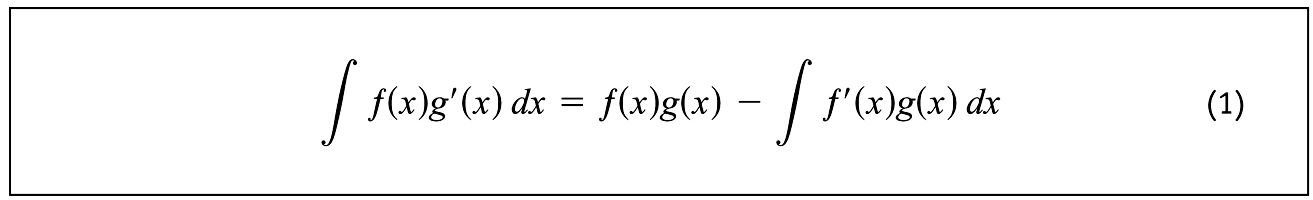 ∫ f(x)g′(x) dx = f(x)g(x) − ∫ f′(x)g(x) dx (1)